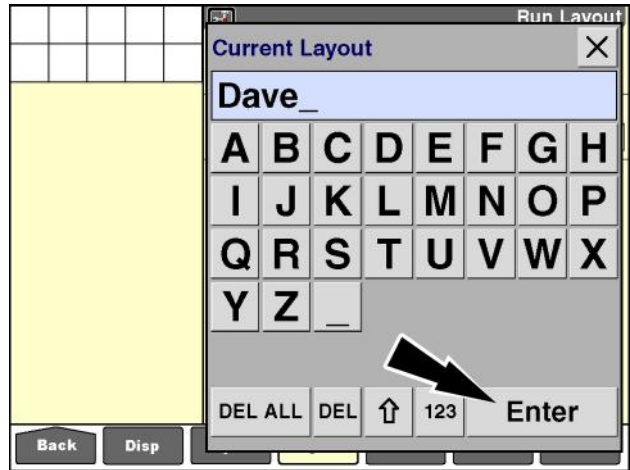 Run Layout
Current Layout
Dave_
A B C D E F G H
I J K L M N O P
Q R S T U V W X
Y Z _
DEL ALL DEL 123 Enter
Back Disp